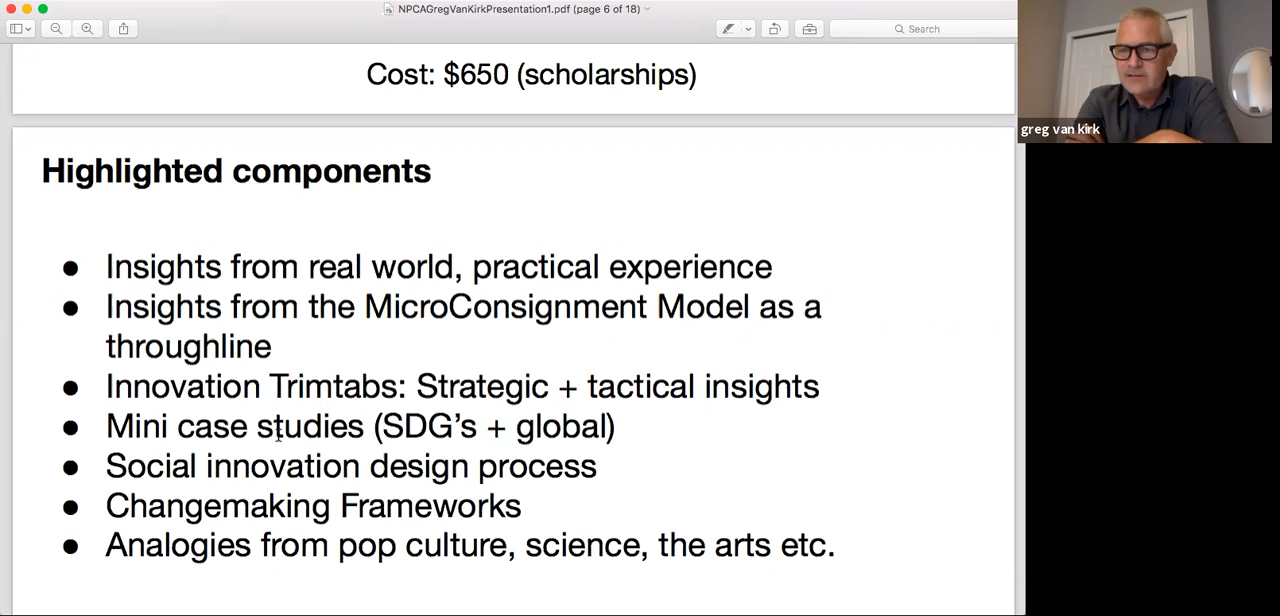 NPCAGregVanKirkPresentation1.pdf (page 6 of 18)
Search
Cost: $650 (scholarships)
greg van kirk
Highlighted components
● Insights from real world, practical experience
● Insights from the MicroConsignment Model as a
throughline
● Innovation Trimtabs: Strategic + tactical insights
● Mini case studies (SDG’s + global)
● Social innovation design process
● Changemaking Frameworks
● Analogies from pop culture, science, the arts etc.